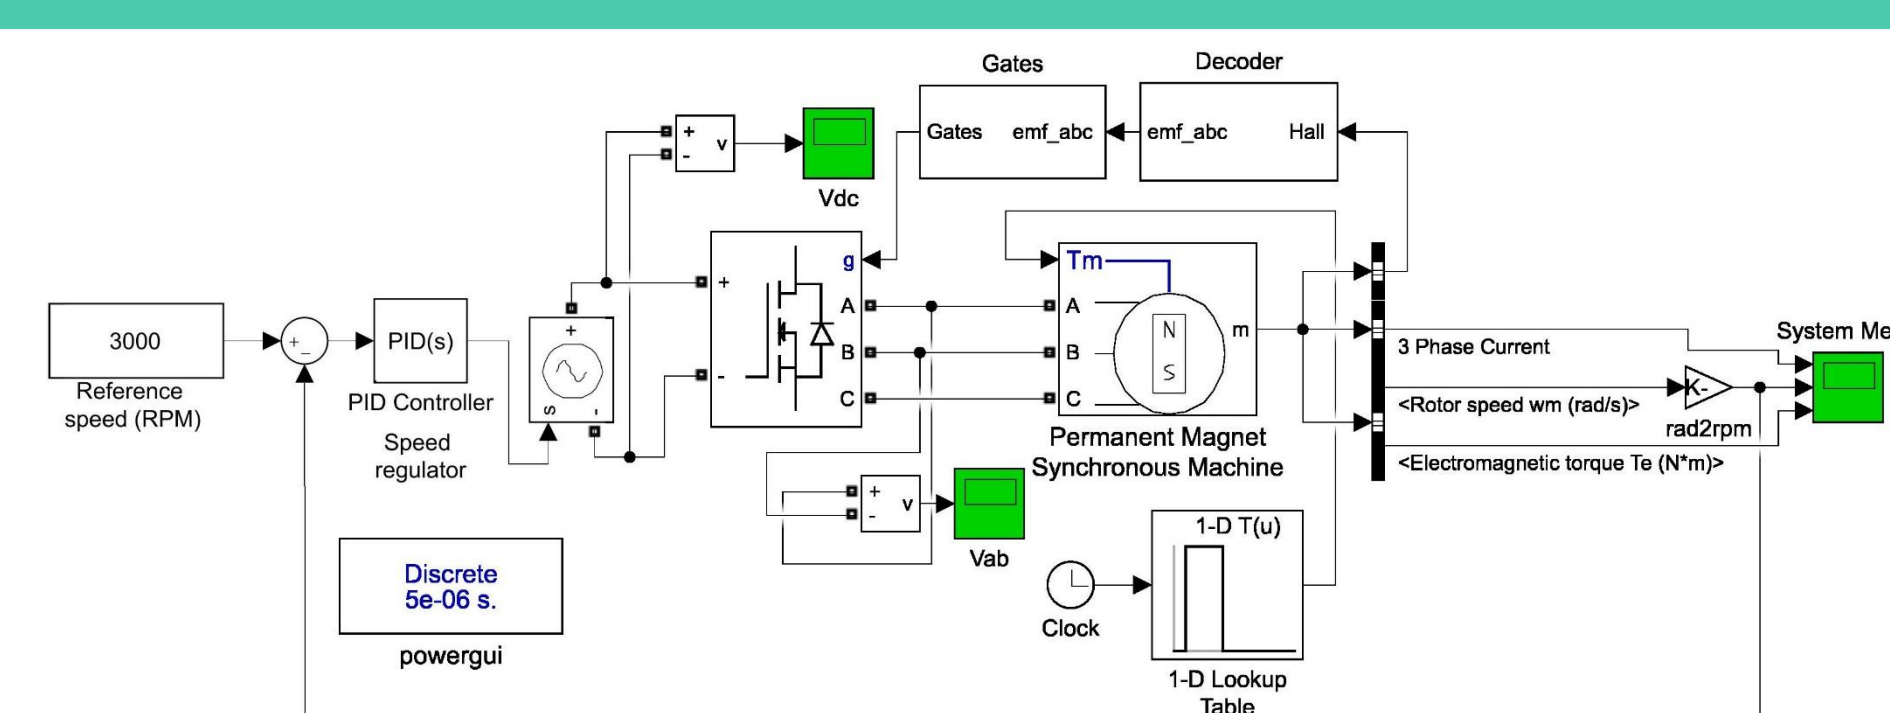 Gates
Decoder
Gates emf_abc
emf_abc Hall
+
-
v
Vdc
g
Tm
+
-
A
B
C
A
B
C
N
S
m
3000
Reference
speed (RPM)
+
-
PID(s)
PID Controller
Speed
regulator
+
s
-
3 Phase Current
System Me
<Rotor speed wm (rad/s)>
K-
rad2rpm
<Electromagnetic torque Te (N*m)>
Permanent Magnet
Synchronous Machine
+
-
v
Vab
Discrete
5e-06 s.
powergui
Clock
1-D T(u)
1-D Lookup
Table